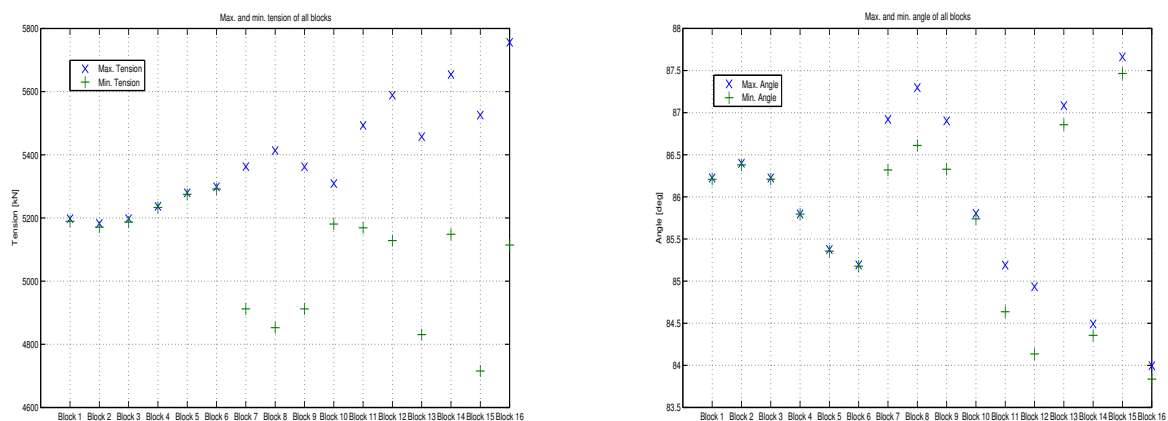 Max. and min. tension of all blocks
5800
5600
5400
5200
5000
4800
4600
Tension [kN]
Max. Tension
Min. Tension
Block 1 Block 2 Block 3 Block 4 Block 5 Block 6 Block 7 Block 8 Block 9 Block 10 Block 11 Block 12 Block 13 Block 14 Block 15 Block 16
Max. and min. angle of all blocks
88
87.5
87
86.5
86
85.5
85
84.5
84
83.5
Angle [deg]
Max. Angle
Min. Angle
Block 1 Block 2 Block 3 Block 4 Block 5 Block 6 Block 7 Block 8 Block 9 Block 10 Block 11 Block 12 Block 13 Block 14 Block 15 Block 16